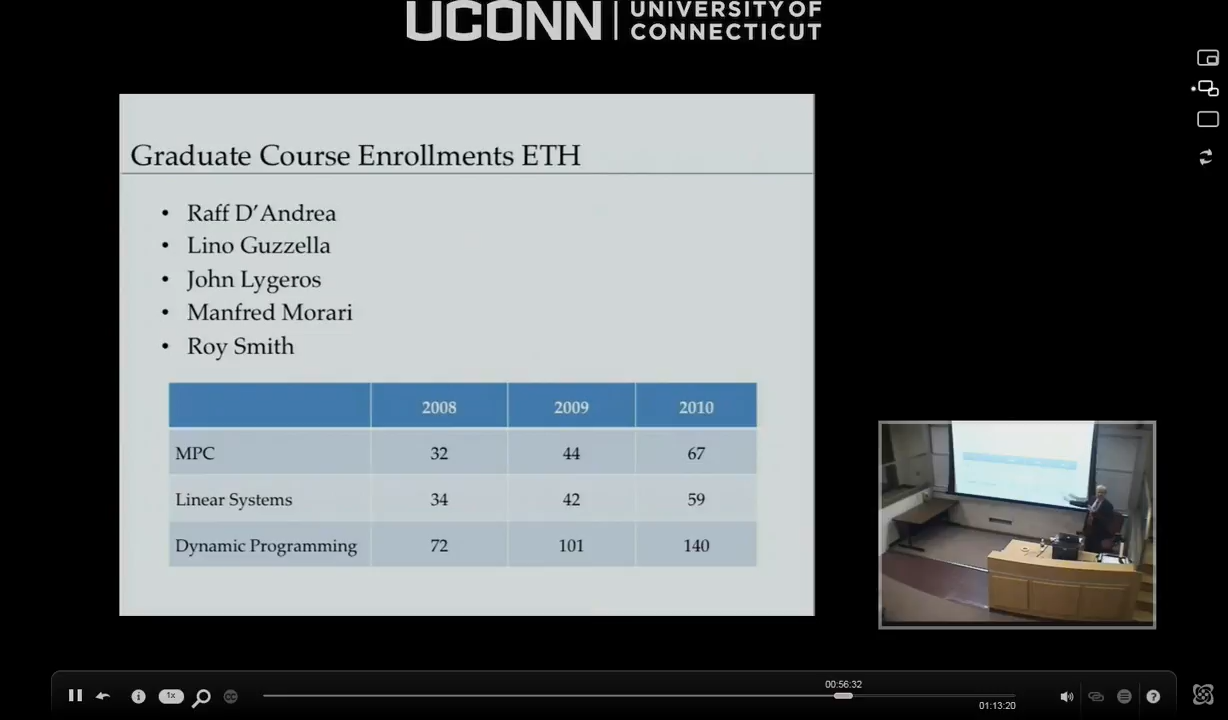 UCONN | UNIVERSITY OF
CONNECTICUT
Graduate Course Enrollments ETH
• Raff D'Andrea
• Lino Guzzella
• John Lygeros
• Manfred Morari
• Roy Smith
2008 2009 2010
MPC 32 44 67
Linear Systems 34 42 59
Dynamic Programming 72 101 140
00:56:32
1x
CC
?
01:13:20